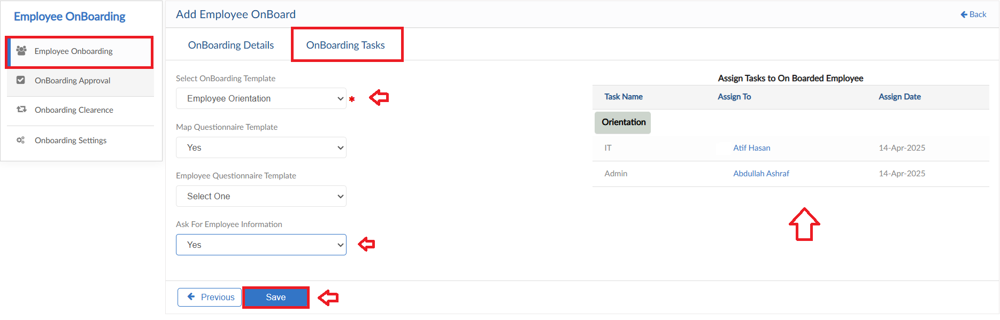 Employee OnBoarding
Employee Onboarding
OnBoarding Approval
Onboarding Clearence
Onboarding Settings
Add Employee OnBoard
Back
OnBoarding Details
OnBoarding Tasks
Select OnBoarding Template
Employee Orientation *
Map Questionnaire Template
Yes
Employee Questionnaire Template
Select One
Ask For Employee Information
Yes
Previous
Save
Assign Tasks to On Boarded Employee
Task Name Assign To Assign Date
Orientation
IT Atif Hasan 14-Apr-2025
Admin Abdullah Ashraf 14-Apr-2025